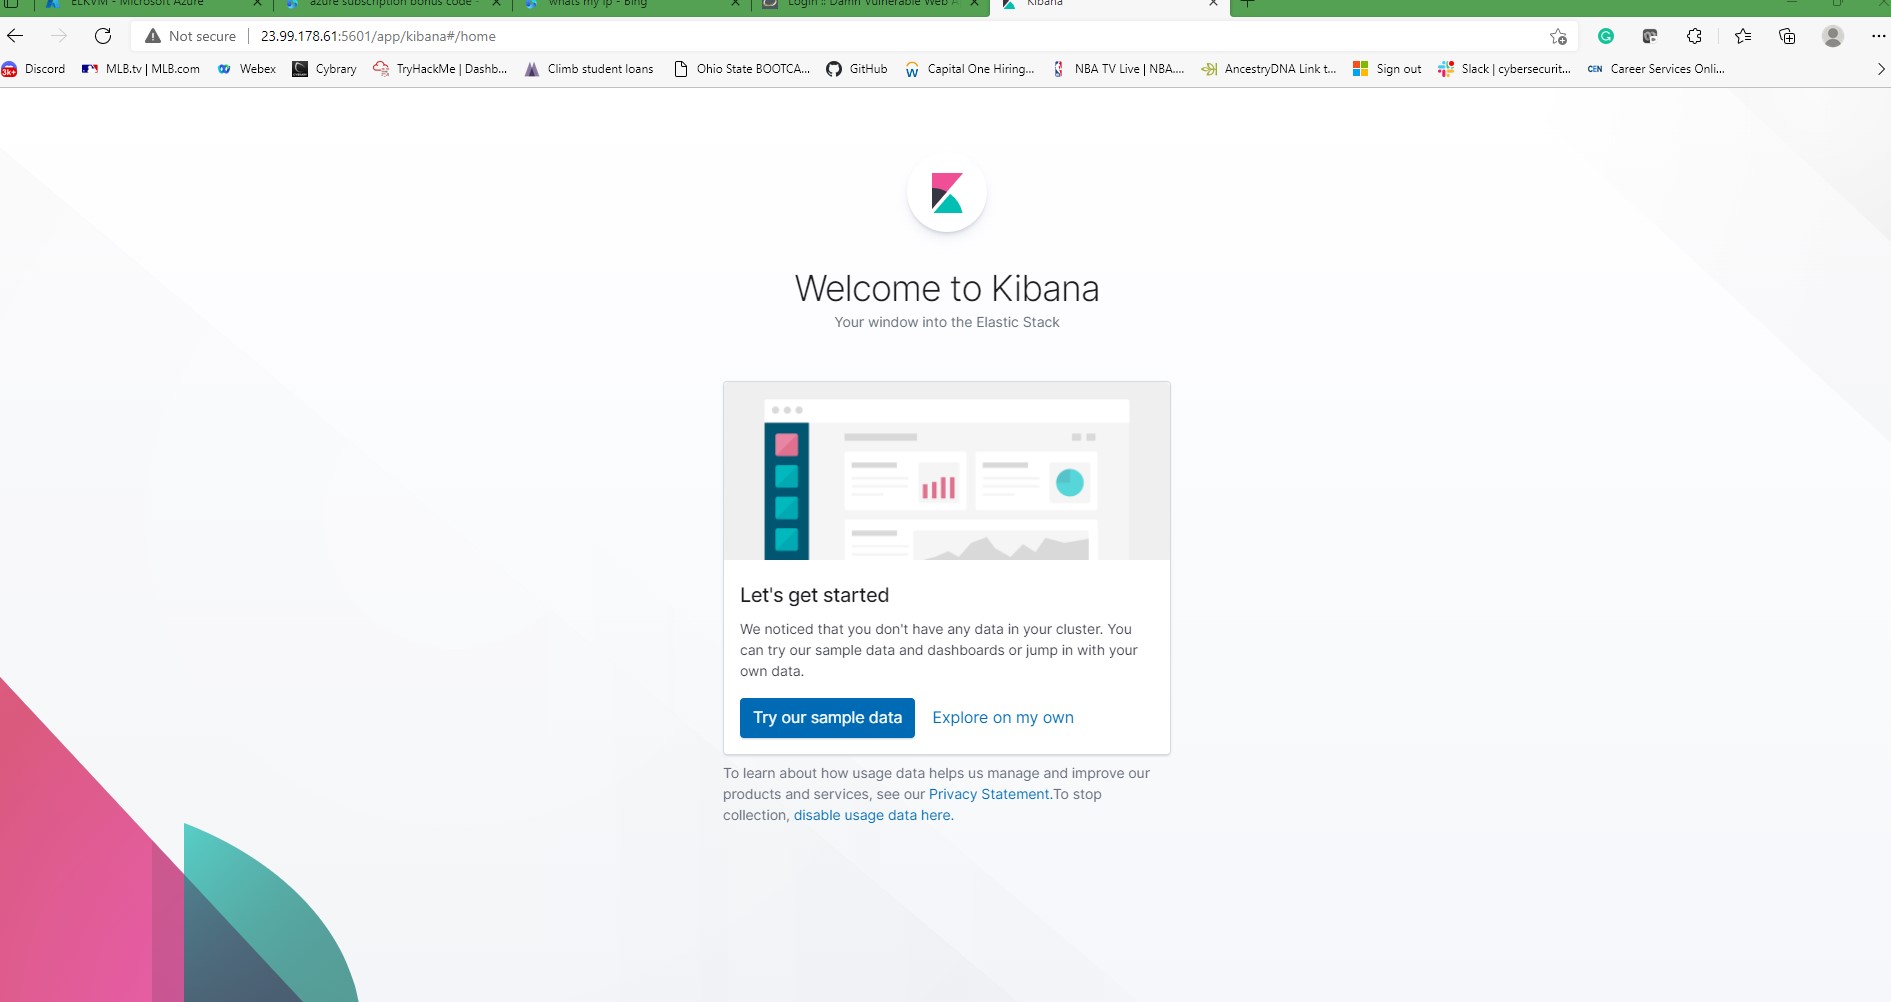 ELKVM - Microsoft Azure
azure subscription bonus code -
whats my ip - Bing
Login :: Damn Vulnerable Web A
Kibana
Not secure
23.99.178.61:5601/app/kibana#/home
3k+
Discord
MLB.tv | MLB.com
Webex
Cybrary
TryHackMe | Dashb...
Climb student loans
Ohio State BOOTCA...
GitHub
Capital One Hiring...
NBA TV Live | NBA....
AncestryDNA Link t...
Sign out
Slack | cybersecurit...
CEN
Career Services Onli...
Welcome to Kibana
Your window into the Elastic Stack
Let's get started
We noticed that you don't have any data in your cluster. You
can try our sample data and dashboards or jump in with your
own data.
Try our sample data
Explore on my own
To learn about how usage data helps us manage and improve our
products and services, see our Privacy Statement.To stop
collection, disable usage data here.